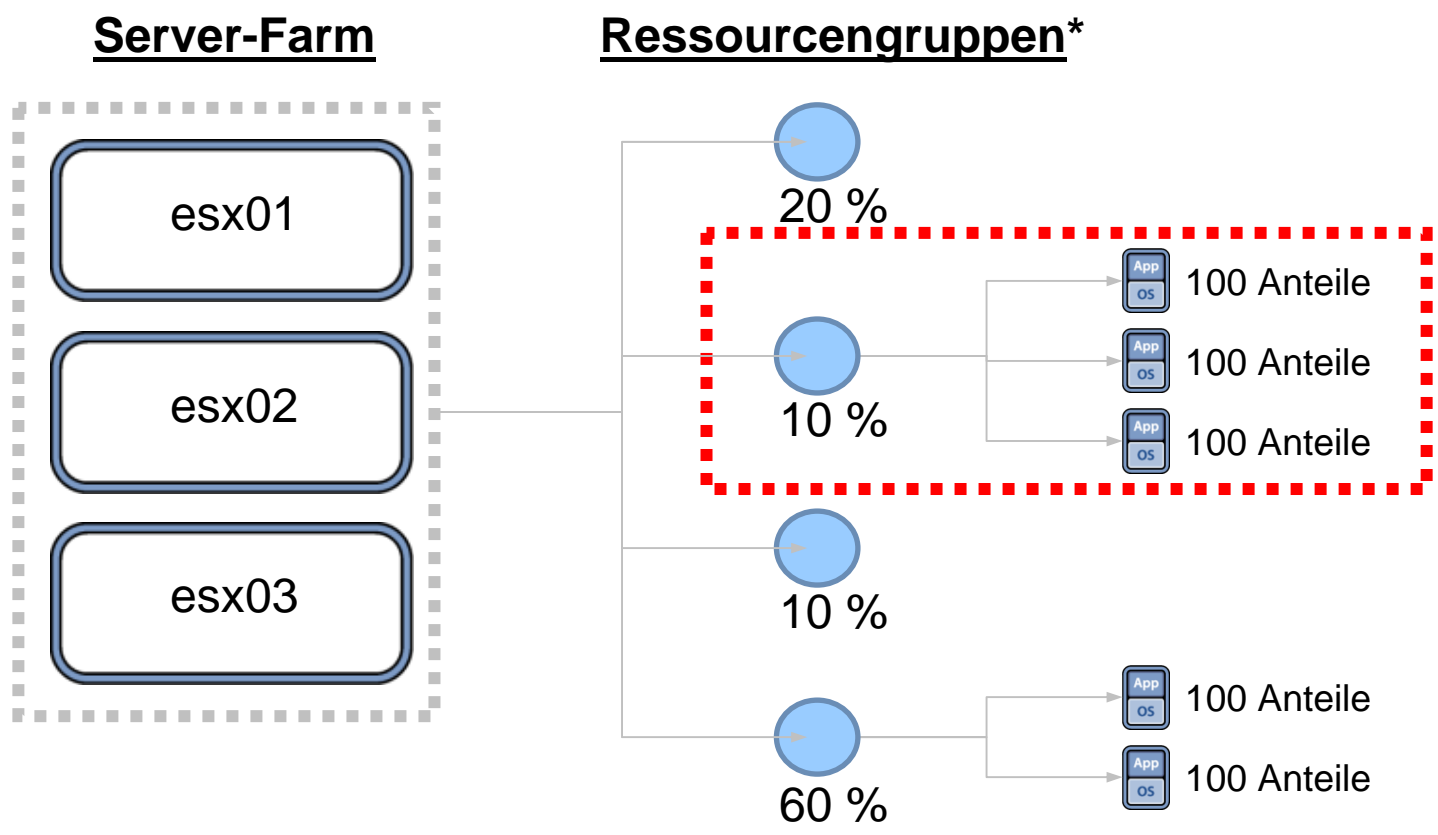 Server-Farm
Ressourcengruppen*
esx01
esx02
esx03
20 %
10 %
App
OS
100 Anteile
App
OS
100 Anteile
App
OS
100 Anteile
10 %
60 %
App
OS
100 Anteile
App
OS
100 Anteile